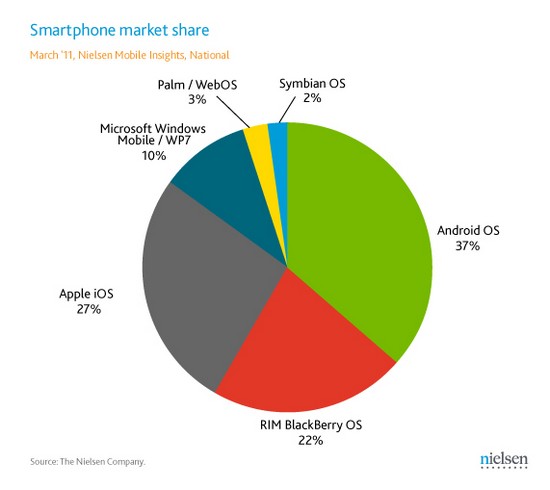 Smartphone market share
March '11, Nielsen Mobile Insights, National
Palm / WebOS
3%
Symbian OS
2%
Microsoft Windows
Mobile / WP7
10%
Android OS
37%
Apple iOS
27%
RIM BlackBerry OS
22%
Source: The Nielsen Company.
nielsen